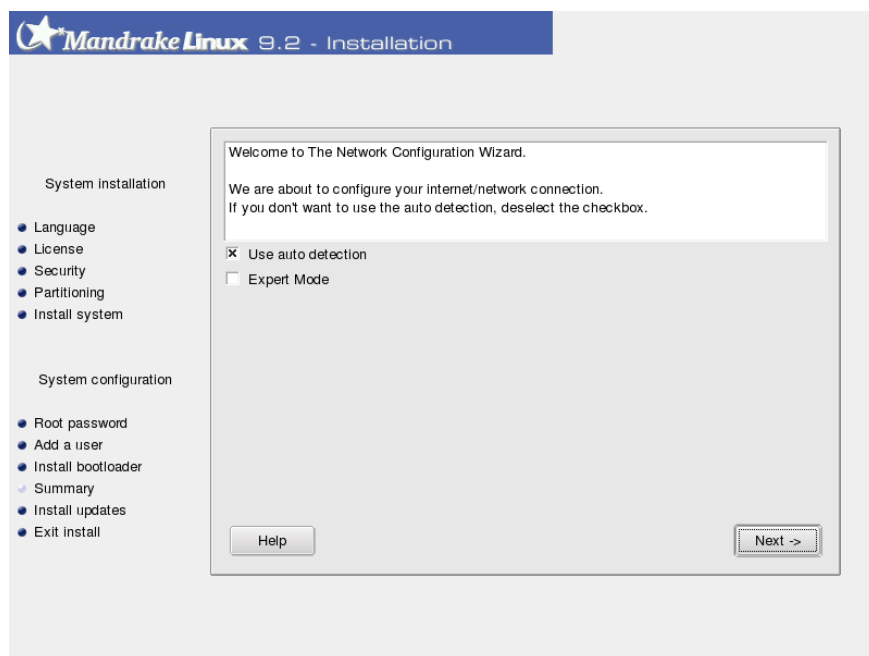 Mandrake Linux 9.2 - Installation
System installation
Language
License
Security
Partitioning
Install system
System configuration
Root password
Add a user
Install bootloader
Summary
Install updates
Exit install
Welcome to The Network Configuration Wizard.
We are about to configure your internet/network connection.
If you don't want to use the auto detection, deselect the checkbox.
Use auto detection
Expert Mode
Help
Next ->